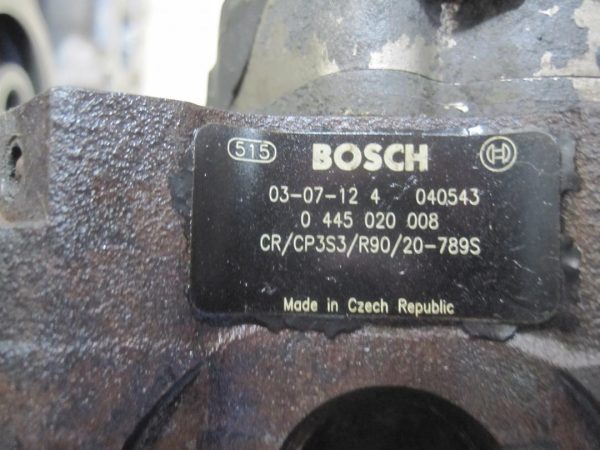 515 BOSCH
03-07-12 4 040543
0 445 020 008
CR/CP3S3/R90/20-789S
Made in Czech Republic